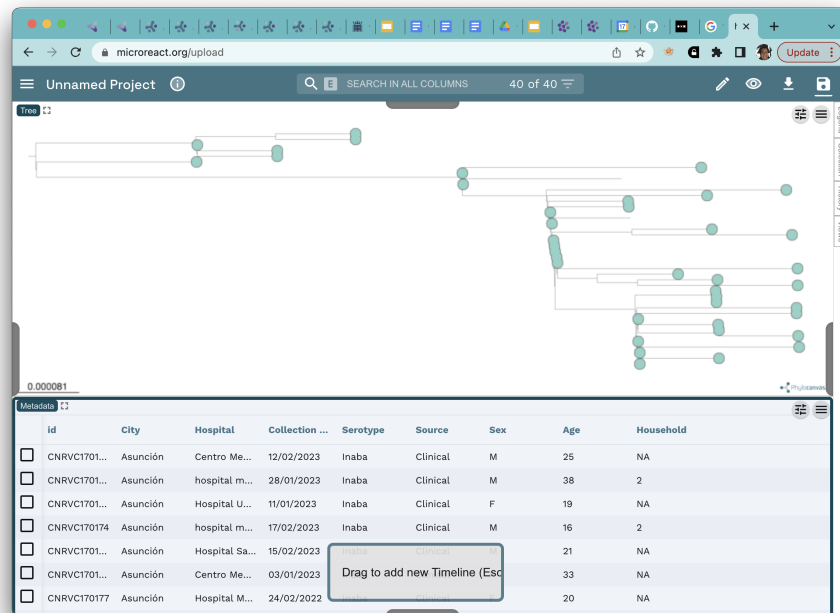 microreact.org/upload
Update
Unnamed Project
E SEARCH IN ALL COLUMNS 40 of 40
Tree
0.000081
Phylocanvas
Metadata
id City Hospital Collection ... Serotype Source Sex Age Household
CNRVC1701... Asunción Centro Me... 12/02/2023 Inaba Clinical M 25 NA
CNRVC1701... Asunción hospital m... 28/01/2023 Inaba Clinical M 38 2
CNRVC1701... Asunción Hospital U... 11/01/2023 Inaba Clinical F 19 NA
CNRVC170174 Asunción hospital m... 17/02/2023 Inaba Clinical M 16 2
CNRVC1701... Asunción Hospital Sa... 15/02/2023 Inaba Clinical M 21 NA
CNRVC1701... Asunción Centro Me... 03/01/2023 33 NA
Drag to add new Timeline (Esc
CNRVC170177 Asunción Hospital M... 24/02/2022 F 20 NA